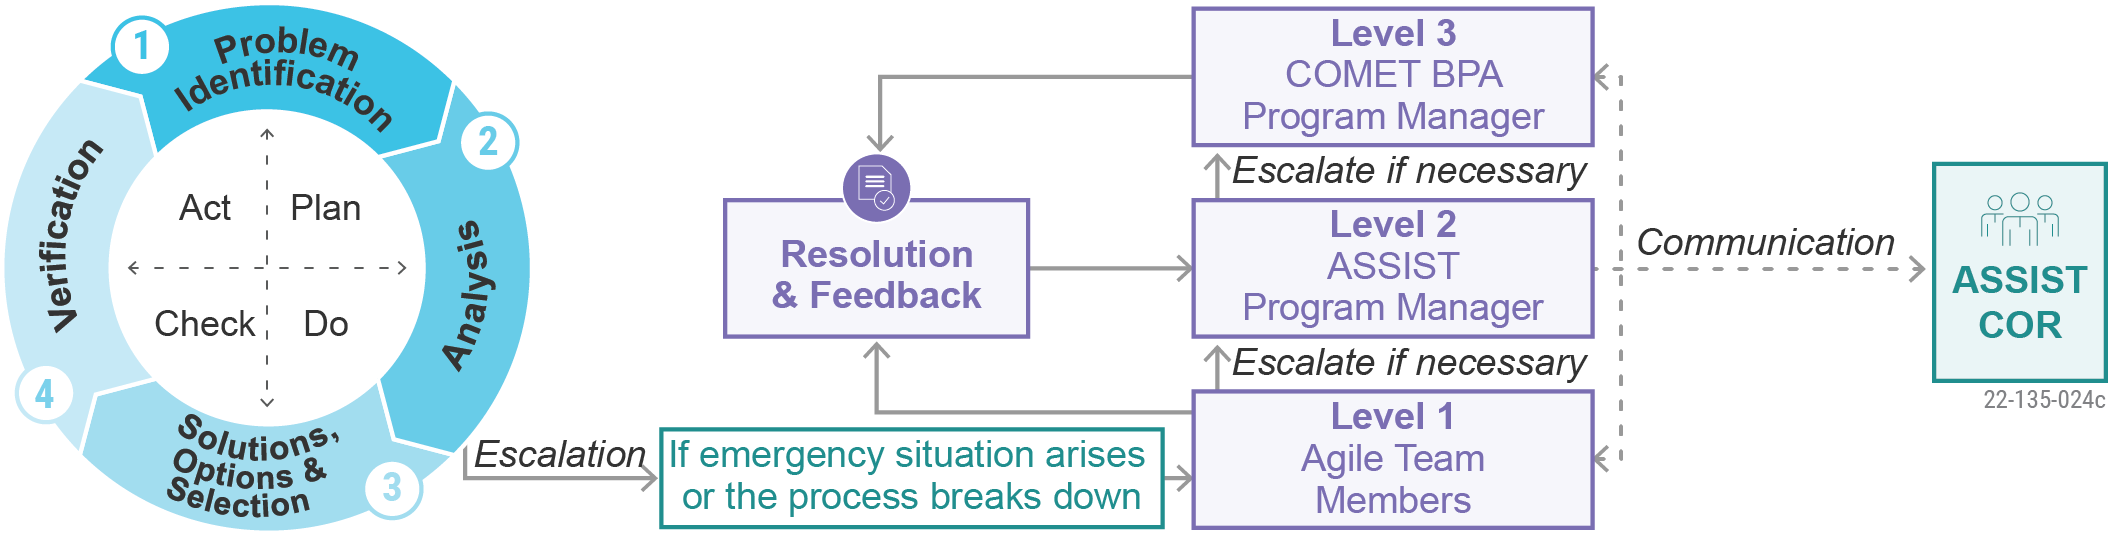 1
Problem
Identification
2
Analysis
3
Solutions,
Options &
Selection
4
Verification
Act
Plan
Check
Do
Escalation
If emergency situation arises
or the process breaks down
Resolution
& Feedback
Level 3
COMET BPA
Program Manager
Escalate if necessary
Level 2
ASSIST
Program Manager
Escalate if necessary
Level 1
Agile Team
Members
Communication
ASSIST
COR
22-135-024c